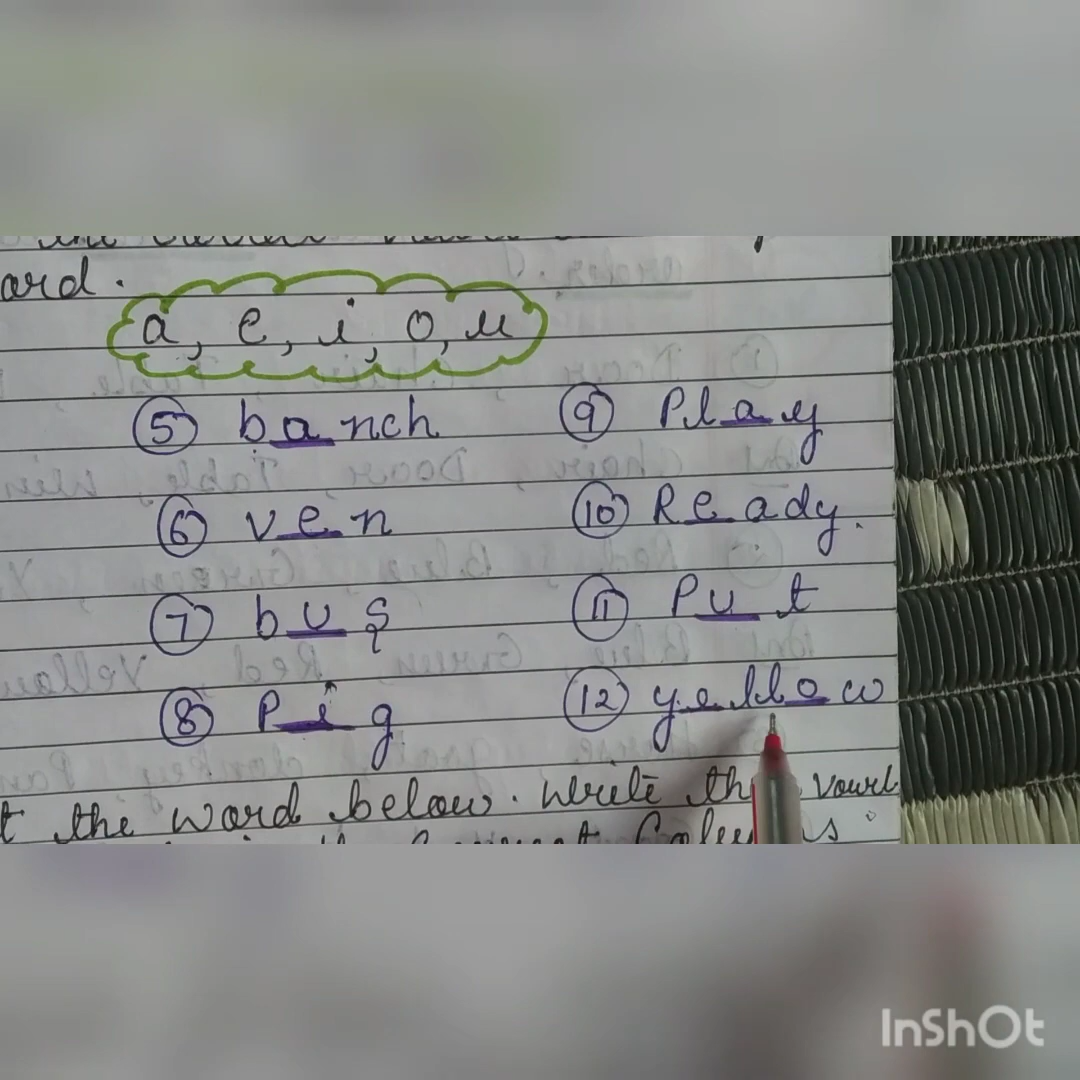 ard.
a, e, i, o, u
5 banch 9 Play
6 ven 10 Ready.
7 bus 11 Put
8 Pig 12 yellow
t the word below. Write the vowel
InShOt